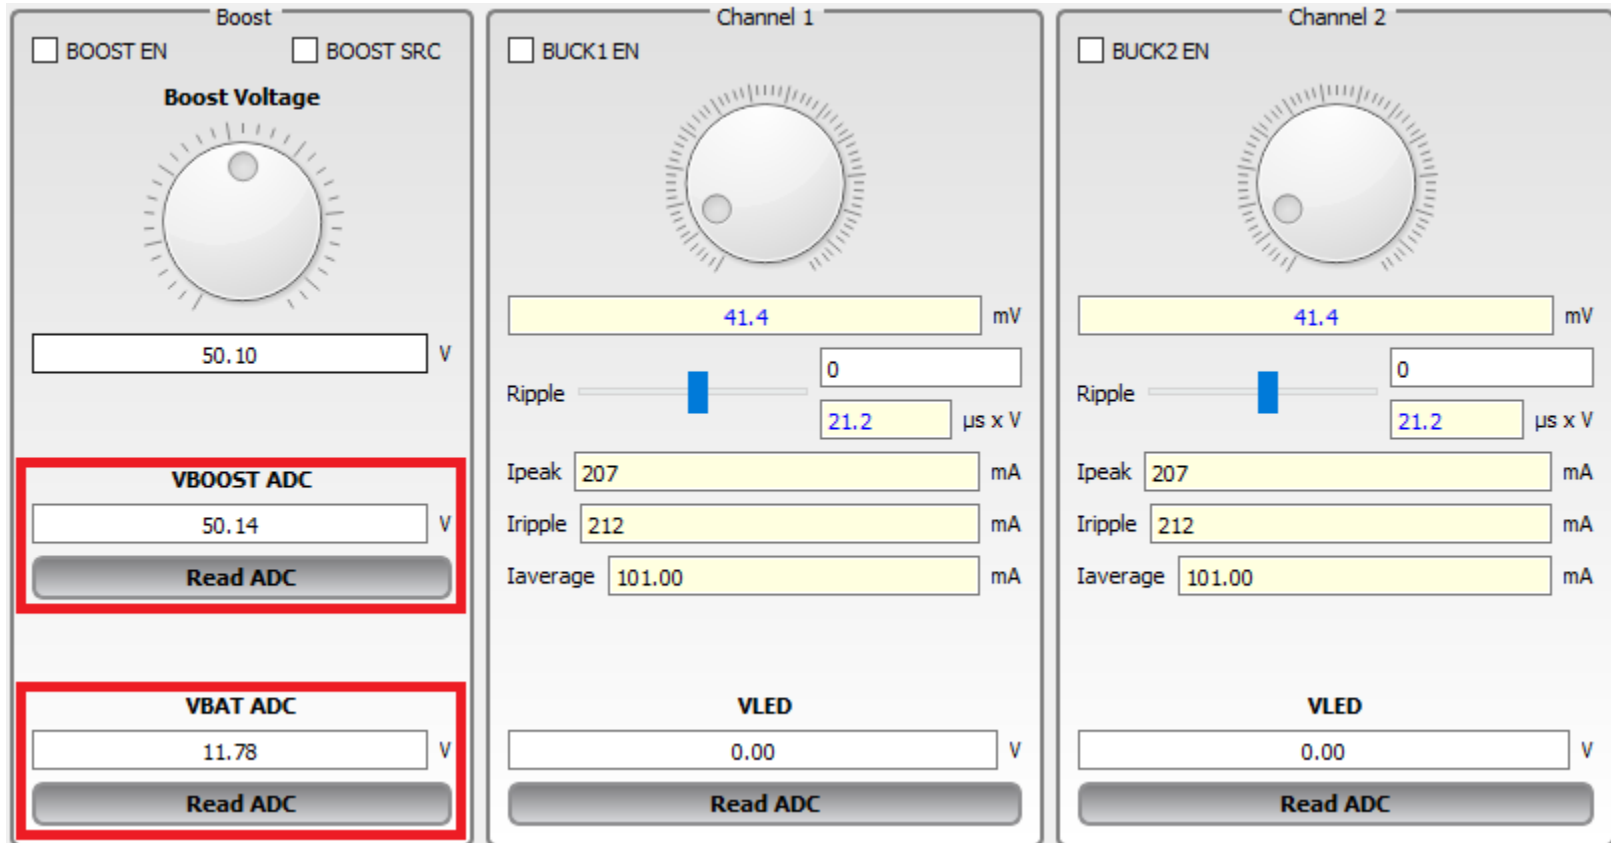 Boost
BOOST EN
BOOST SRC
Boost Voltage
50.10 V
VBOOST ADC
50.14 V
Read ADC
VBAT ADC
11.78 V
Read ADC
Channel 1
BUCK1 EN
41.4 mV
Ripple 0
21.2 µs x V
Ipeak 207 mA
Iripple 212 mA
Iaverage 101.00 mA
VLED
0.00 V
Read ADC
Channel 2
BUCK2 EN
41.4 mV
Ripple 0
21.2 µs x V
Ipeak 207 mA
Iripple 212 mA
Iaverage 101.00 mA
VLED
0.00 V
Read ADC